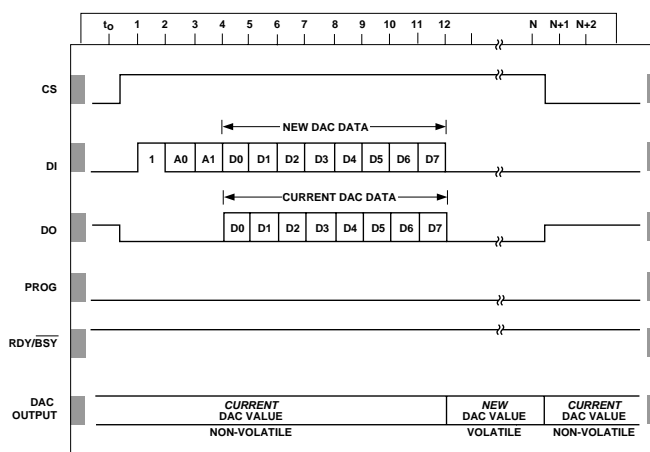 to 1 2 3 4 5 6 7 8 9 10 11 12 N N+1 N+2
CS
NEW DAC DATA
DI 1 A0 A1 D0 D1 D2 D3 D4 D5 D6 D7
CURRENT DAC DATA
DO D0 D1 D2 D3 D4 D5 D6 D7
PROG
RDY/BSY
DAC OUTPUT
CURRENT DAC VALUE
NON-VOLATILE
NEW DAC VALUE
VOLATILE
CURRENT DAC VALUE
NON-VOLATILE